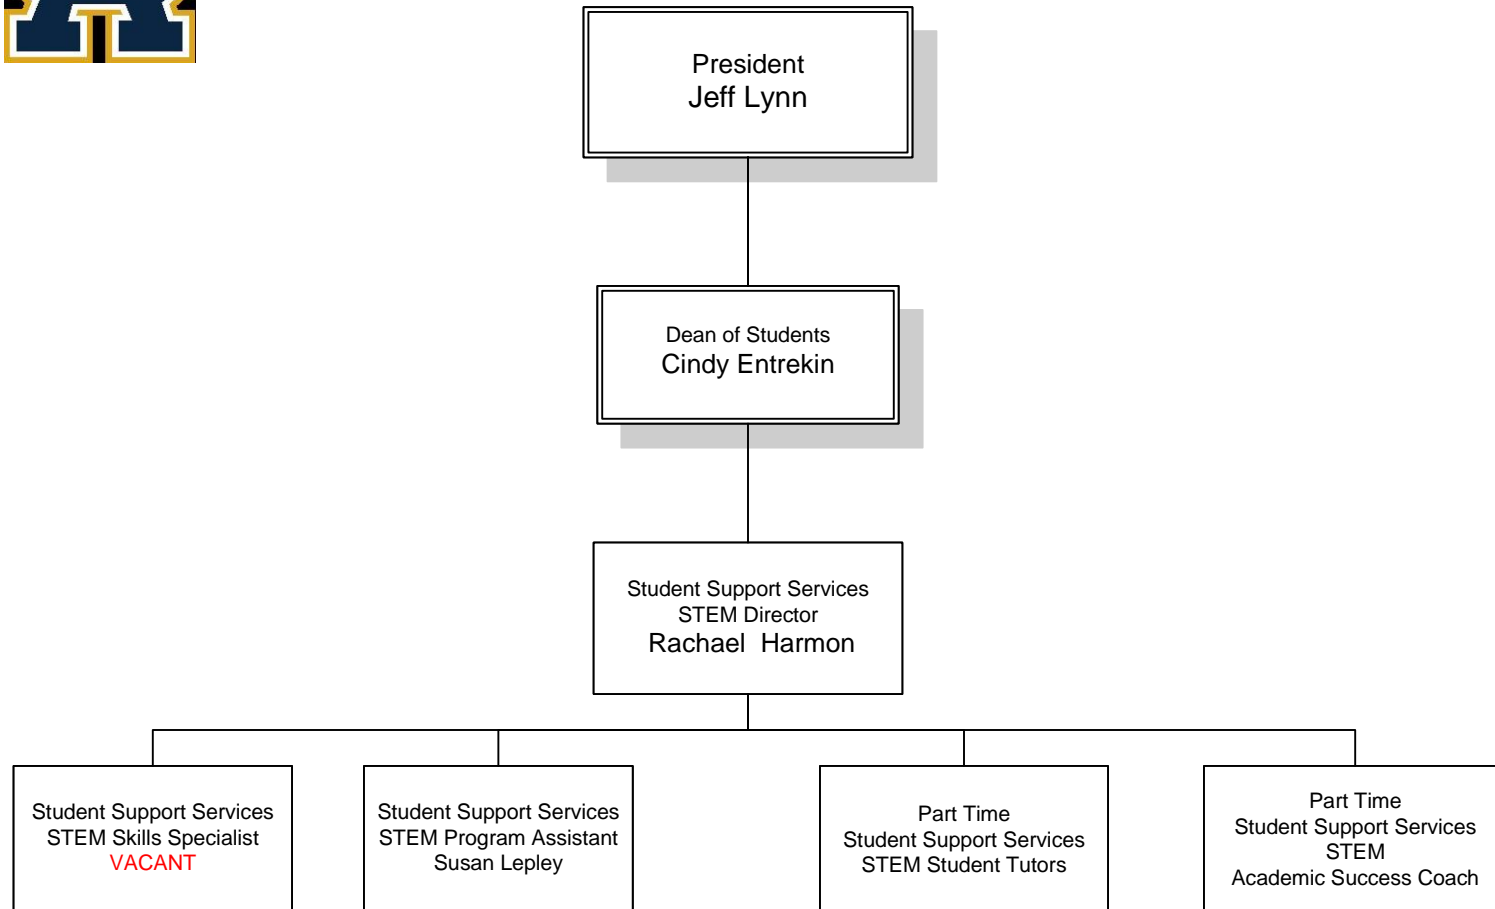 President
Jeff Lynn
Dean of Students
Cindy Entrekin
Student Support Services
STEM Director
Rachael Harmon
Student Support Services
STEM Skills Specialist
VACANT
Student Support Services
STEM Program Assistant
Susan Lepley
Part Time
Student Support Services
STEM Student Tutors
Part Time
Student Support Services
STEM
Academic Success Coach